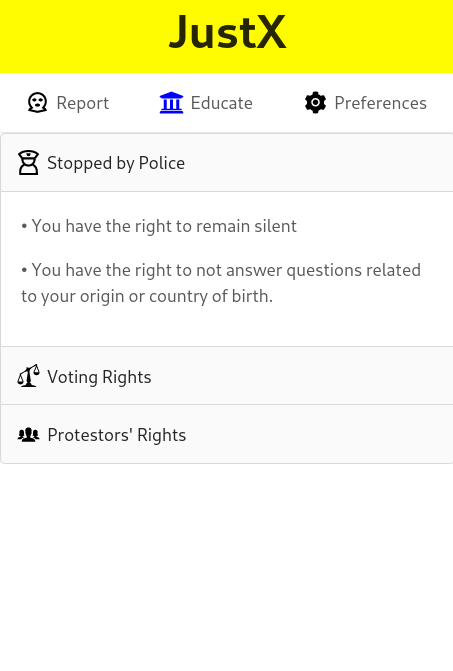 JustX
Report Educate Preferences
Stopped by Police
• You have the right to remain silent
• You have the right to not answer questions related
to your origin or country of birth.
Voting Rights
Protestors' Rights